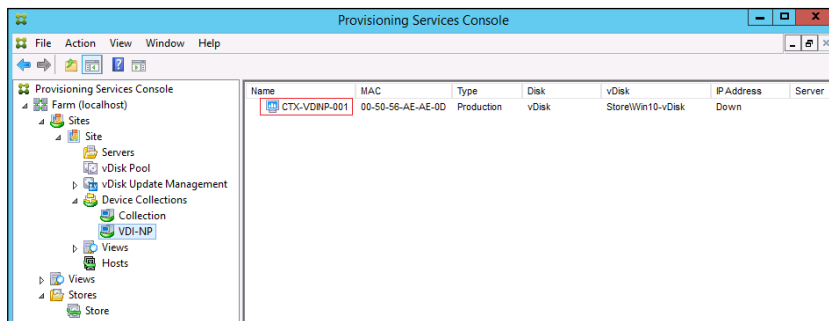 Provisioning Services Console
File Action View Window Help
Provisioning Services Console
Farm (localhost)
Sites
Site
Servers
vDisk Pool
vDisk Update Management
Device Collections
Collection
VDI-NP
Views
Hosts
Views
Stores
Store
Name MAC Type Disk vDisk IP Address Server
CTX-VDINP-001 00-50-56-AE-AE-0D Production vDisk Store\Win10-vDisk Down